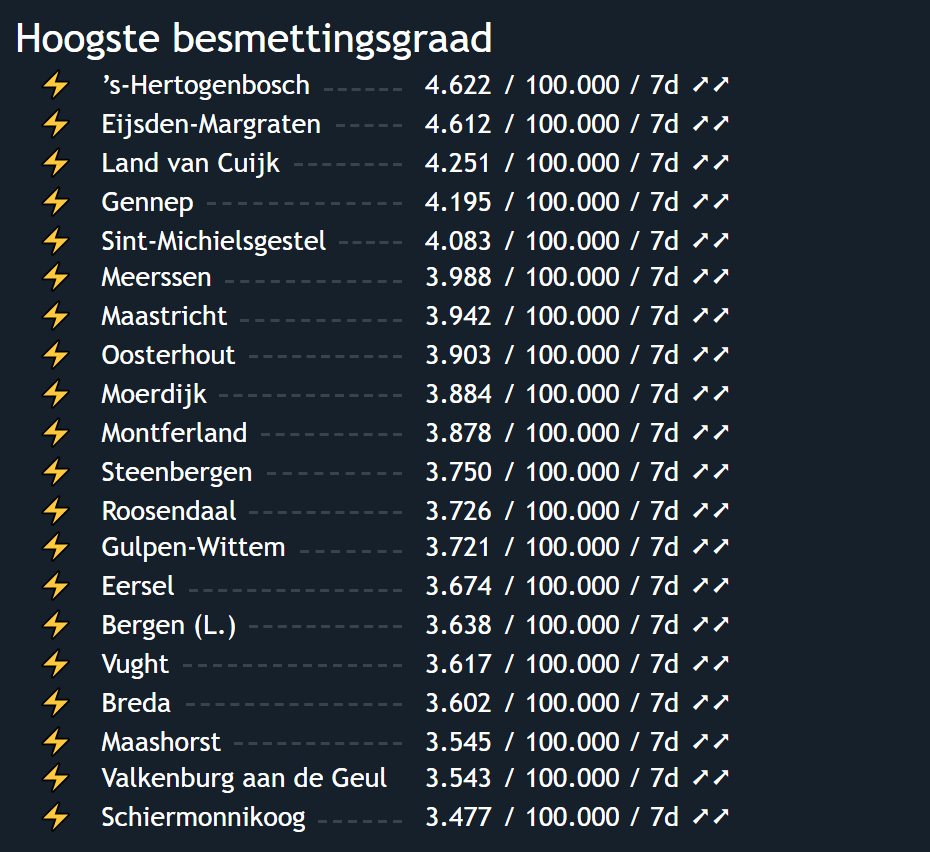 Hoogste besmettingsgraad
⚡ ’s-Hertogenbosch ------ 4.622 / 100.000 / 7d ➚➚
⚡ Eijsden-Margraten ----- 4.612 / 100.000 / 7d ➚➚
⚡ Land van Cuijk -------- 4.251 / 100.000 / 7d ➚➚
⚡ Gennep --------------- 4.195 / 100.000 / 7d ➚➚
⚡ Sint-Michielsgestel ----- 4.083 / 100.000 / 7d ➚➚
⚡ Meerssen -------------- 3.988 / 100.000 / 7d ➚➚
⚡ Maastricht ------------- 3.942 / 100.000 / 7d ➚➚
⚡ Oosterhout ------------ 3.903 / 100.000 / 7d ➚➚
⚡ Moerdijk -------------- 3.884 / 100.000 / 7d ➚➚
⚡ Montferland ----------- 3.878 / 100.000 / 7d ➚➚
⚡ Steenbergen ----------- 3.750 / 100.000 / 7d ➚➚
⚡ Roosendaal ------------ 3.726 / 100.000 / 7d ➚➚
⚡ Gulpen-Wittem -------- 3.721 / 100.000 / 7d ➚➚
⚡ Eersel ---------------- 3.674 / 100.000 / 7d ➚➚
⚡ Bergen (L.) ------------ 3.638 / 100.000 / 7d ➚➚
⚡ Vught ----------------- 3.617 / 100.000 / 7d ➚➚
⚡ Breda ----------------- 3.602 / 100.000 / 7d ➚➚
⚡ Maashorst ------------- 3.545 / 100.000 / 7d ➚➚
⚡ Valkenburg aan de Geul 3.543 / 100.000 / 7d ➚➚
⚡ Schiermonnikoog ------ 3.477 / 100.000 / 7d ➚➚